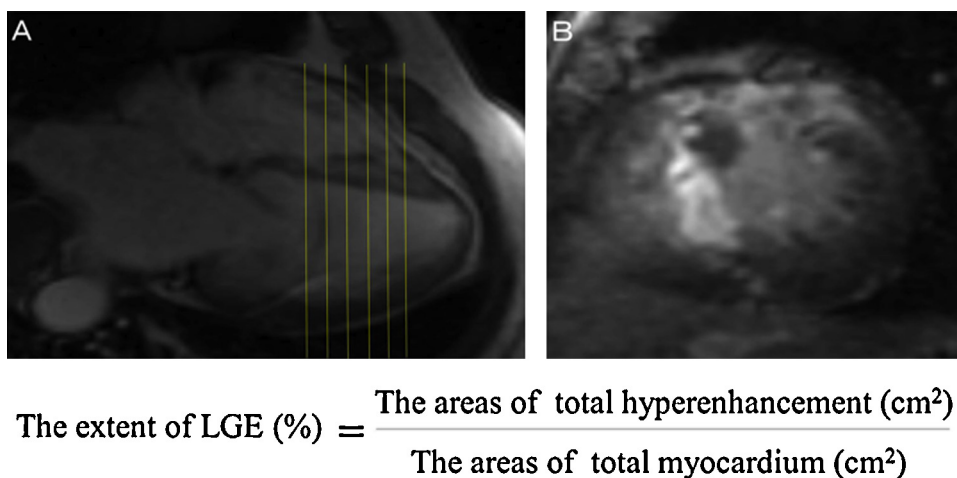 A
B
The extent of LGE (%) = The areas of total hyperenhancement (cm²)
The areas of total myocardium (cm²)